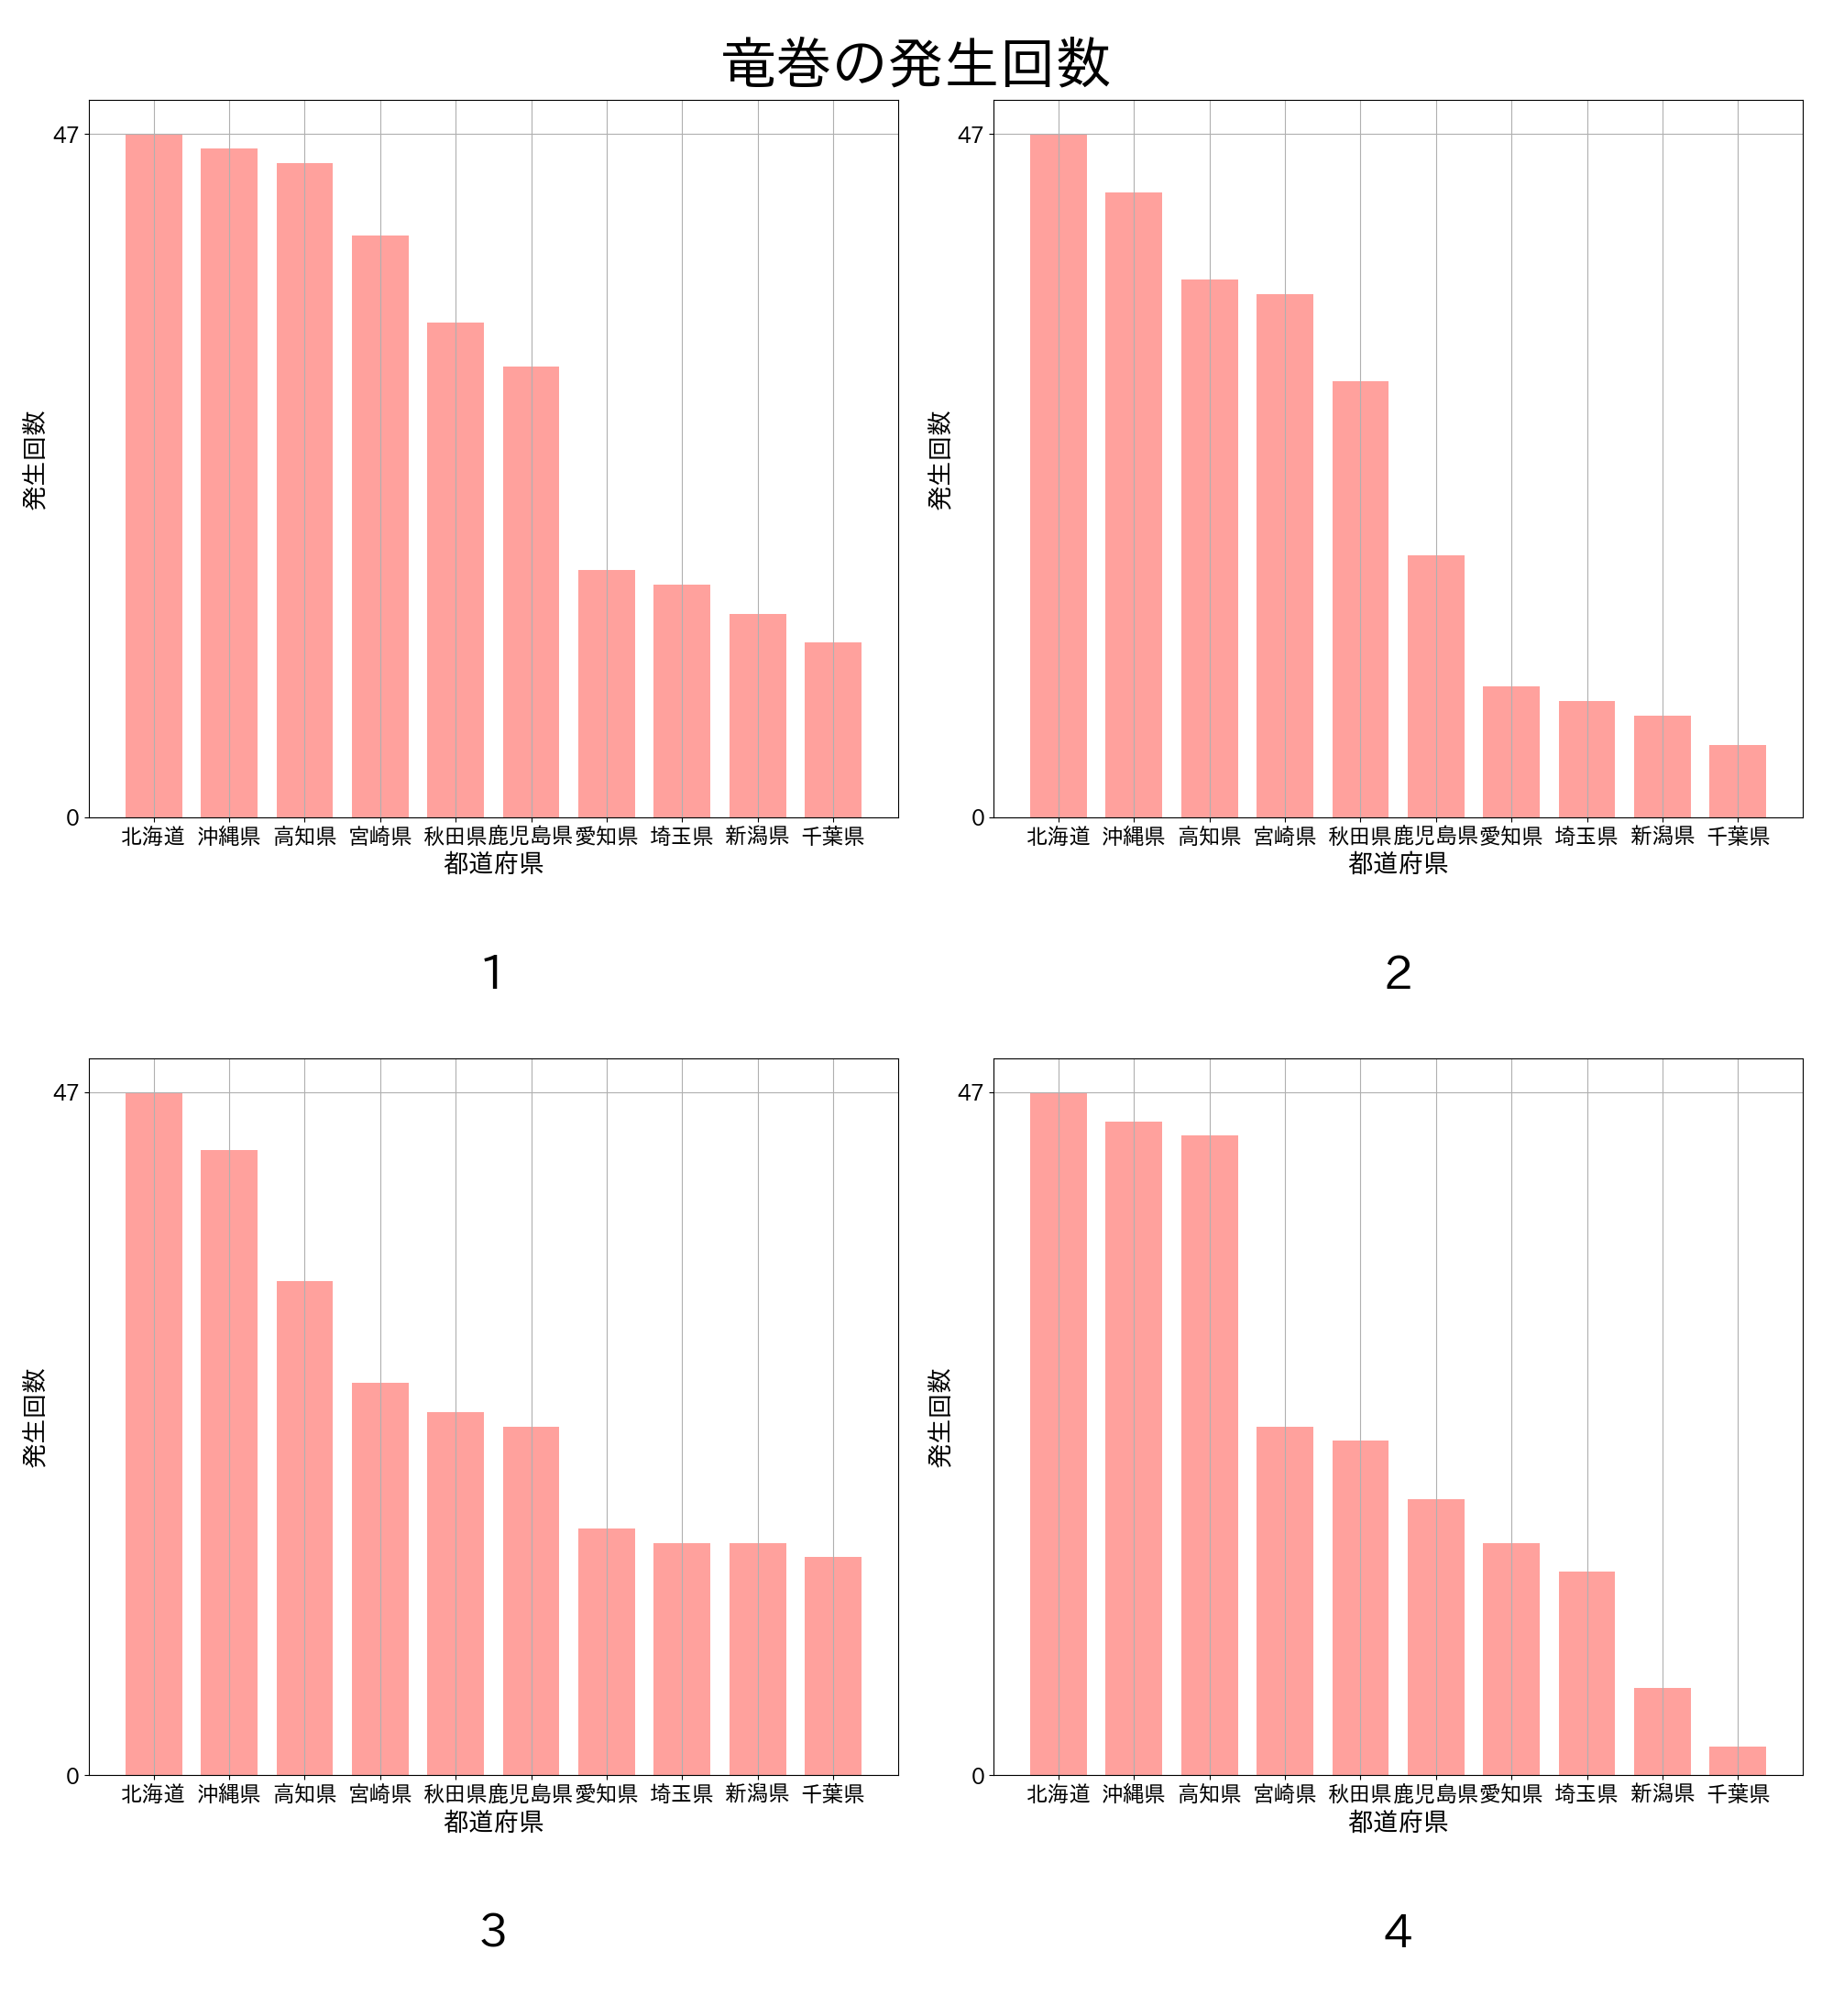 竜巻の発生回数
47
0
発生回数
北海道 沖縄県 高知県 宮崎県 秋田県 鹿児島県 愛知県 埼玉県 新潟県 千葉県
都道府県
1
47
0
発生回数
北海道 沖縄県 高知県 宮崎県 秋田県 鹿児島県 愛知県 埼玉県 新潟県 千葉県
都道府県
2
47
0
発生回数
北海道 沖縄県 高知県 宮崎県 秋田県 鹿児島県 愛知県 埼玉県 新潟県 千葉県
都道府県
3
47
0
発生回数
北海道 沖縄県 高知県 宮崎県 秋田県 鹿児島県 愛知県 埼玉県 新潟県 千葉県
都道府県
4